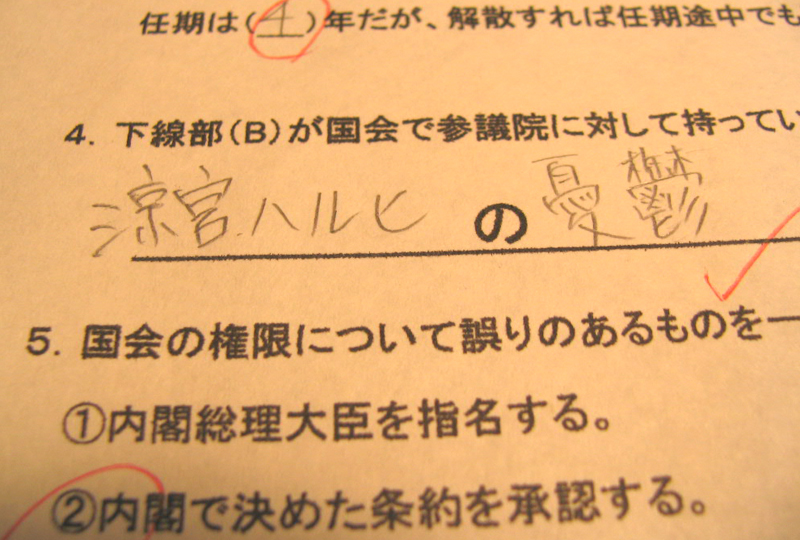 任期は(4)年だが、解散すれば任期途中でも
4. 下線部(B)が国会で参議院に対して持ってい
涼宮ハルヒ の 憂鬱
5. 国会の権限について誤りのあるものを一
①内閣総理大臣を指名する。
②内閣で決めた条約を承認する。